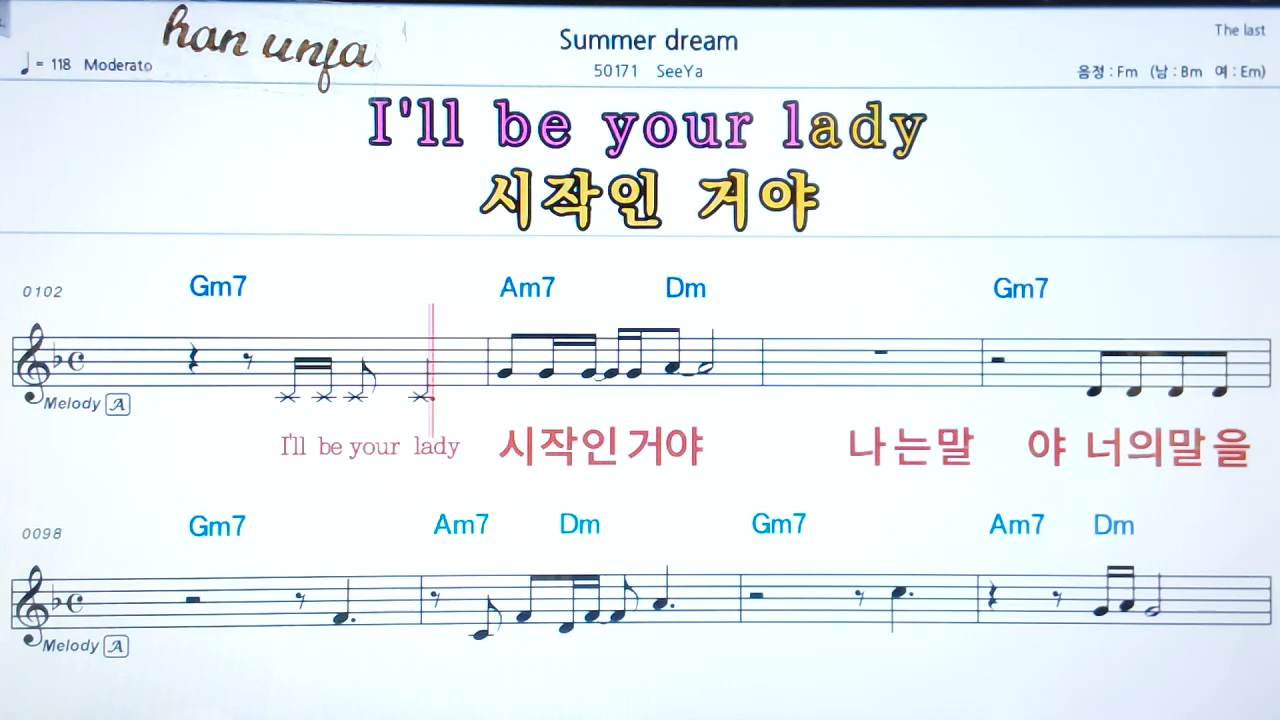 han unfa
Summer dream
The last
♩ = 118 Moderato
50171 SeeYa
음정 : Fm (남 : Bm 여 : Em)
I'll be your lady
시작인 거야
0102
Gm7 Am7 Dm Gm7
Melody A
I'll be your lady 시작인거야 나는말 야 너의말을
0098
Gm7 Am7 Dm Gm7 Am7 Dm
Melody A